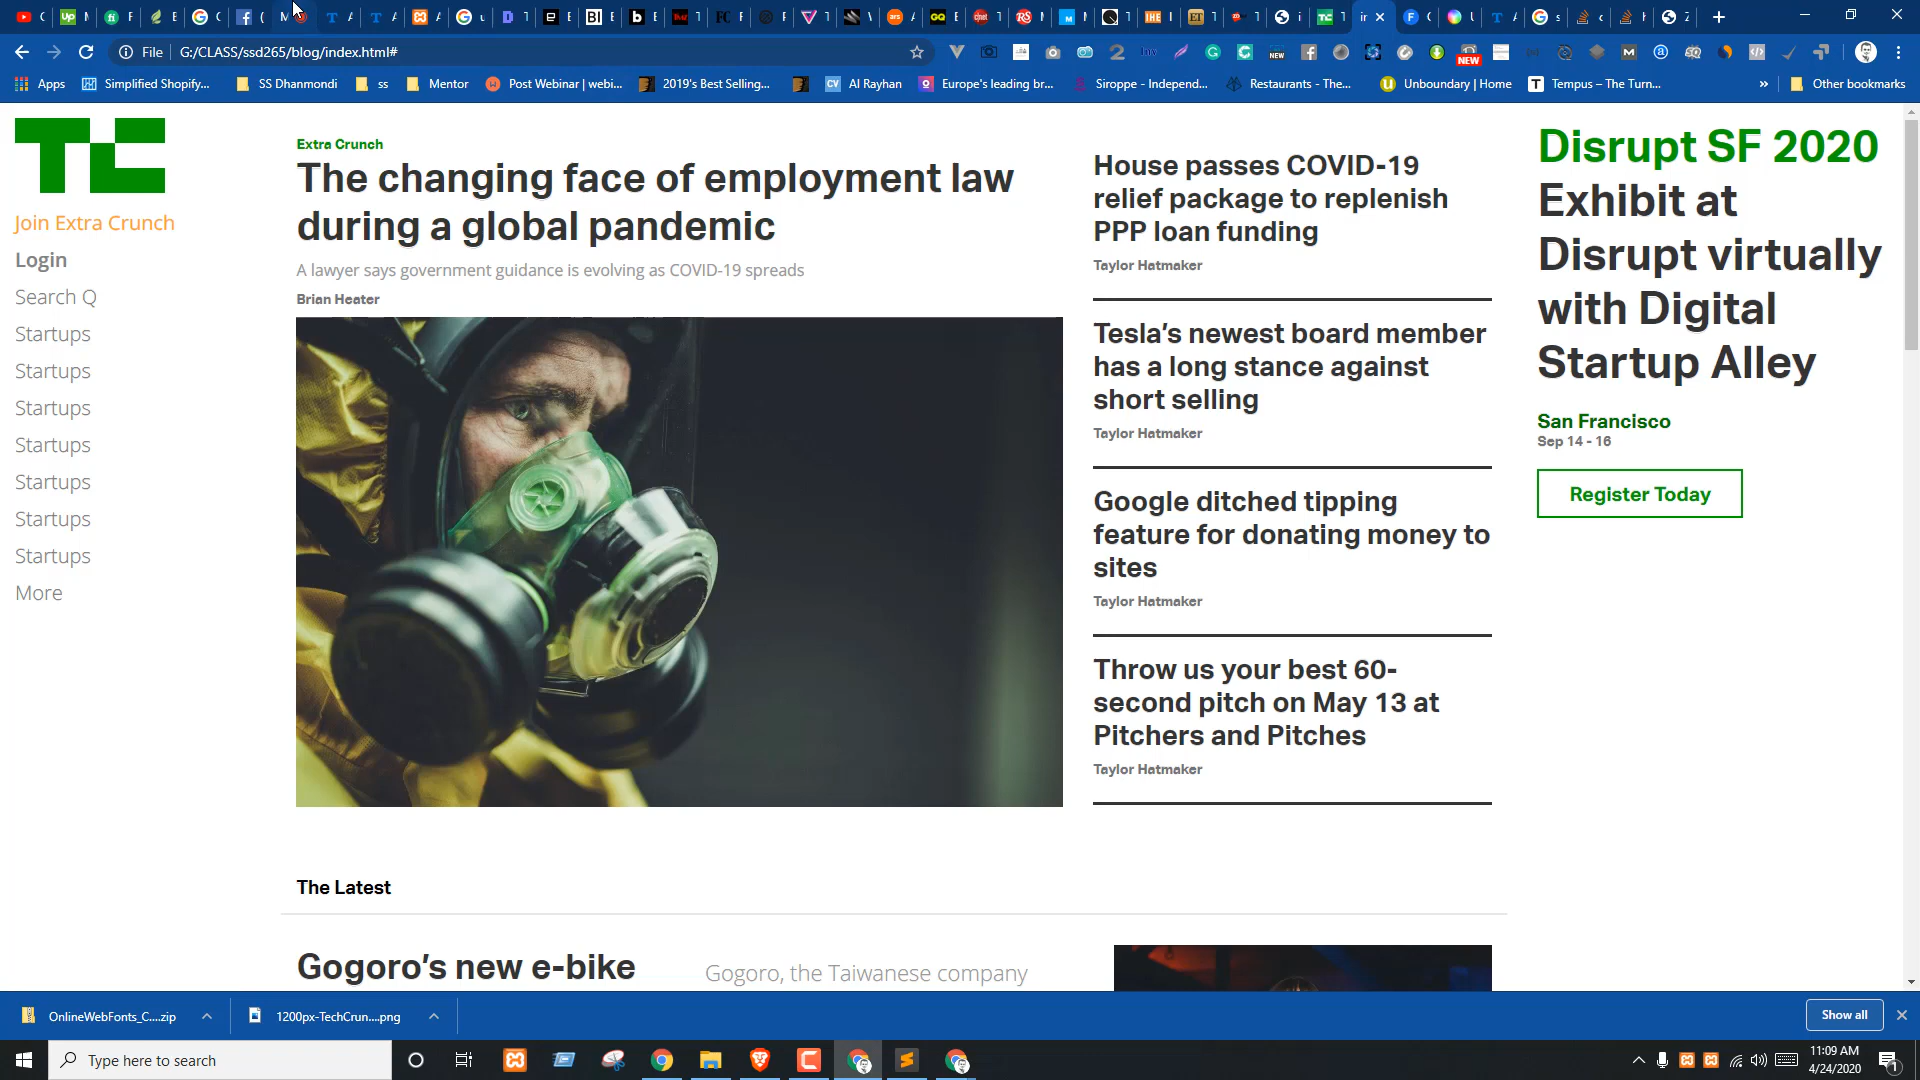 File
G:/CLASS/ssd265/blog/index.html#
NEW
NEW
Apps
Simplified Shopify...
SS Dhanmondi
ss
Mentor
Post Webinar | webi...
2019's Best Selling...
CV
Al Rayhan
Europe's leading br...
Siroppe - Independ...
Restaurants - The...
Unboundary | Home
Tempus – The Turn...
»
Other bookmarks
TC
Join Extra Crunch
Login
Search Q
Startups
Startups
Startups
Startups
Startups
Startups
Startups
More
Extra Crunch
The changing face of employment law
during a global pandemic
A lawyer says government guidance is evolving as COVID-19 spreads
Brian Heater
House passes COVID-19
relief package to replenish
PPP loan funding
Taylor Hatmaker
Tesla’s newest board member
has a long stance against
short selling
Taylor Hatmaker
Google ditched tipping
feature for donating money to
sites
Taylor Hatmaker
Throw us your best 60-
second pitch on May 13 at
Pitchers and Pitches
Taylor Hatmaker
Disrupt SF 2020
Exhibit at
Disrupt virtually
with Digital
Startup Alley
San Francisco
Sep 14 - 16
Register Today
The Latest
Gogoro’s new e-bike
Gogoro, the Taiwanese company
OnlineWebFonts_C....zip
1200px-TechCrun....png
Show all
Type here to search
11:09 AM
4/24/2020
1